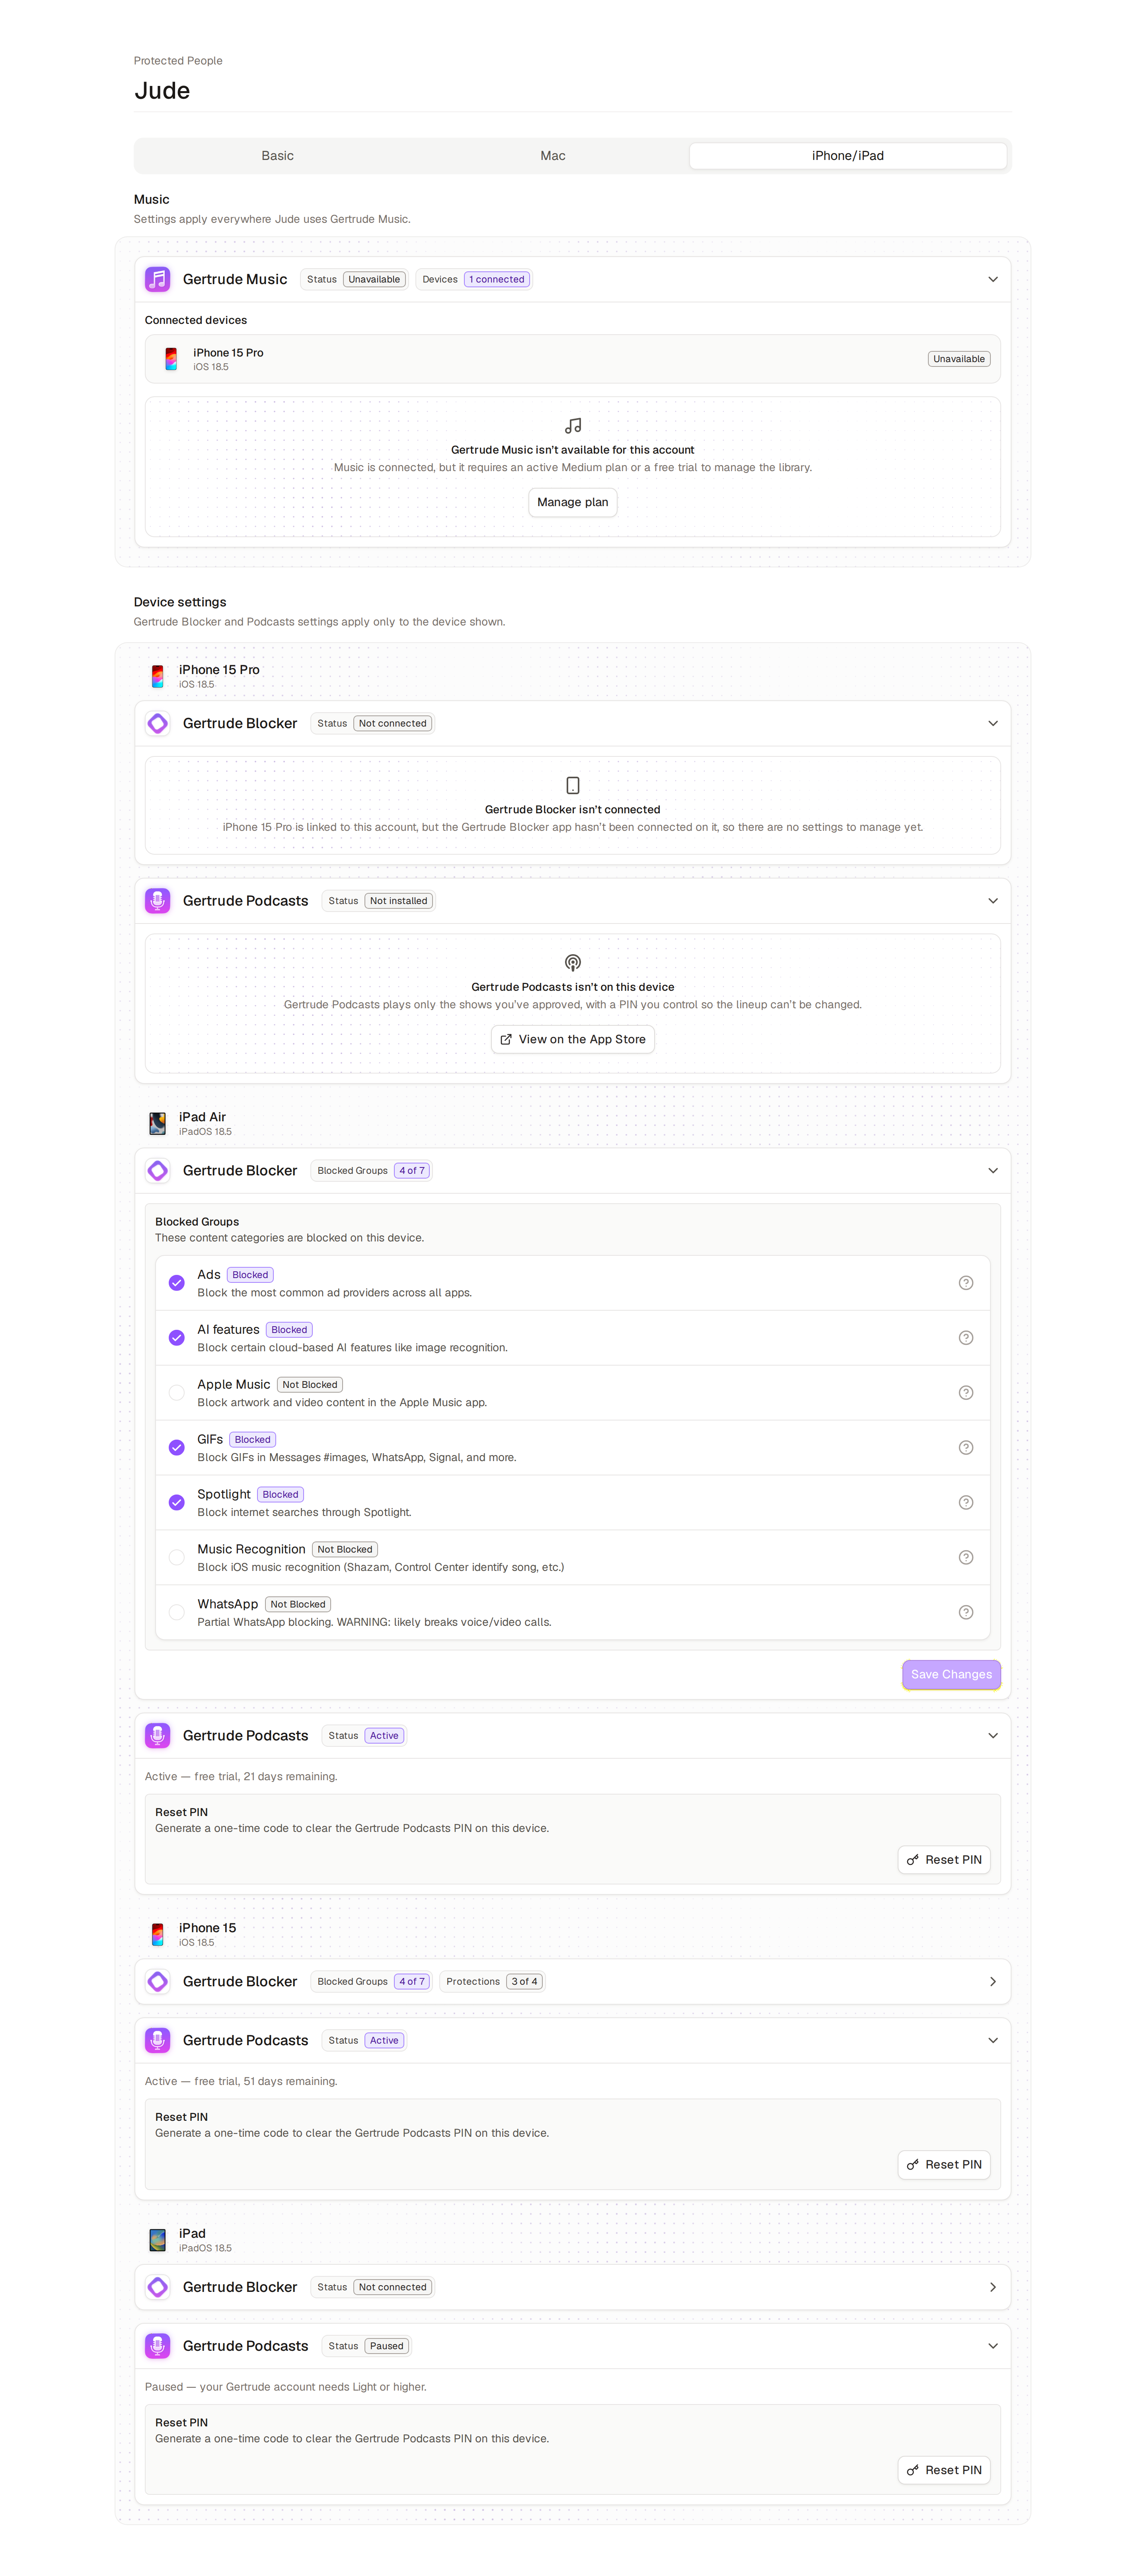 Protected People
Jude
Basic
Mac
iPhone/iPad
Music
Settings apply everywhere Jude uses Gertrude Music.
Gertrude Music
Status Unavailable
Devices 1 connected
Connected devices
iPhone 15 Pro
iOS 18.5
Unavailable
Gertrude Music isn't available for this account
Music is connected, but it requires an active Medium plan or a free trial to manage the library.
Manage plan
Device settings
Gertrude Blocker and Podcasts settings apply only to the device shown.
iPhone 15 Pro
iOS 18.5
Gertrude Blocker
Status Not connected
Gertrude Blocker isn't connected
iPhone 15 Pro is linked to this account, but the Gertrude Blocker app hasn't been connected on it, so there are no settings to manage yet.
Gertrude Podcasts
Status Not installed
Gertrude Podcasts isn't on this device
Gertrude Podcasts plays only the shows you've approved, with a PIN you control so the lineup can't be changed.
View on the App Store
iPad Air
iPadOS 18.5
Gertrude Blocker
Blocked Groups 4 of 7
Blocked Groups
These content categories are blocked on this device.
Ads Blocked
Block the most common ad providers across all apps.
AI features Blocked
Block certain cloud-based AI features like image recognition.
Apple Music Not Blocked
Block artwork and video content in the Apple Music app.
GIFs Blocked
Block GIFs in Messages #images, WhatsApp, Signal, and more.
Spotlight Blocked
Block internet searches through Spotlight.
Music Recognition Not Blocked
Block iOS music recognition (Shazam, Control Center identify song, etc.)
WhatsApp Not Blocked
Partial WhatsApp blocking. WARNING: likely breaks voice/video calls.
Save Changes
Gertrude Podcasts
Status Active
Active — free trial, 21 days remaining.
Reset PIN
Generate a one-time code to clear the Gertrude Podcasts PIN on this device.
Reset PIN
iPhone 15
iOS 18.5
Gertrude Blocker
Blocked Groups 4 of 7
Protections 3 of 4
Gertrude Podcasts
Status Active
Active — free trial, 51 days remaining.
Reset PIN
Generate a one-time code to clear the Gertrude Podcasts PIN on this device.
Reset PIN
iPad
iPadOS 18.5
Gertrude Blocker
Status Not connected
Gertrude Podcasts
Status Paused
Paused — your Gertrude account needs Light or higher.
Reset PIN
Generate a one-time code to clear the Gertrude Podcasts PIN on this device.
Reset PIN